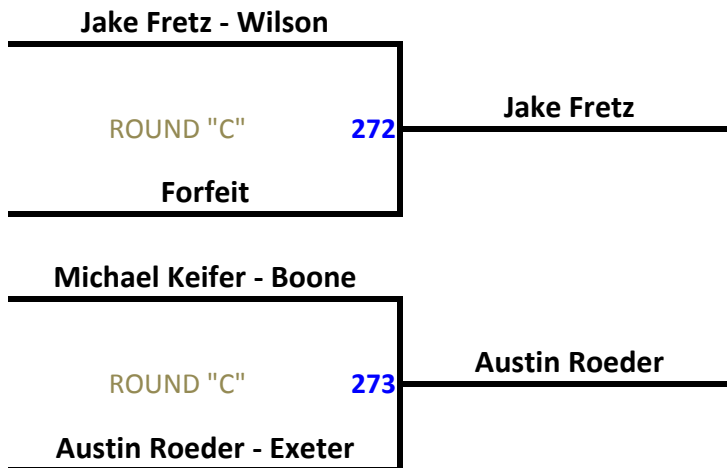 Jake Fretz - Wilson
Jake Fretz
ROUND "C" 272
Forfeit
Michael Keifer - Boone
Austin Roeder
ROUND "C" 273
Austin Roeder - Exeter